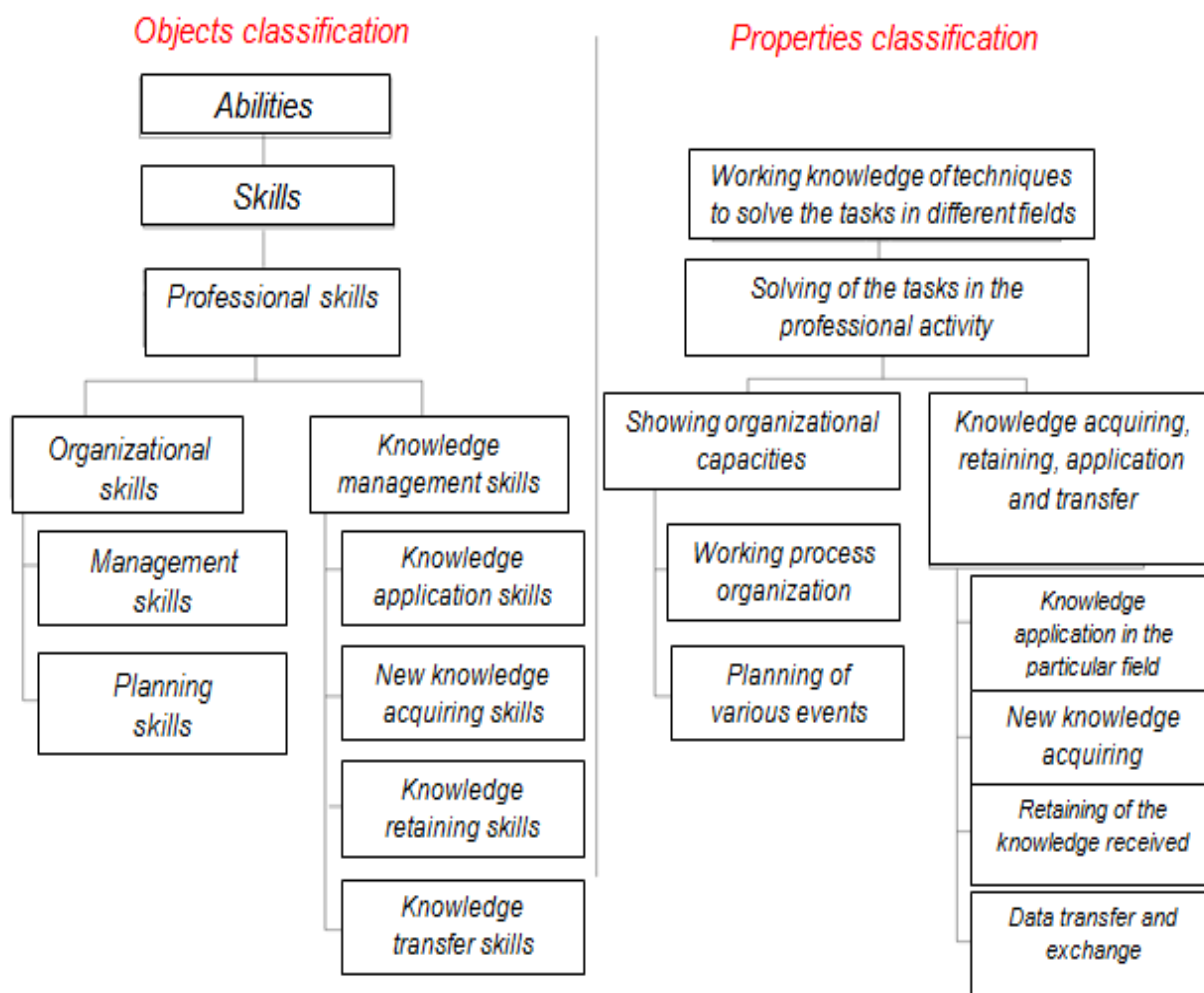 Objects classification
Abilities
Skills
Professional skills
Organizational
skills
Management
skills
Planning
skills
Knowledge
management skills
Knowledge
application skills
New knowledge
acquiring skills
Knowledge
retaining skills
Knowledge
transfer skills
Properties classification
Working knowledge of techniques
to solve the tasks in different fields
Solving of the tasks in the
professional activity
Showing organizational
capacities
Working process
organization
Planning of
various events
Knowledge acquiring,
retaining, application
and transfer
Knowledge
application in the
particular field
New knowledge
acquiring
Retaining of the
knowledge received
Data transfer and
exchange